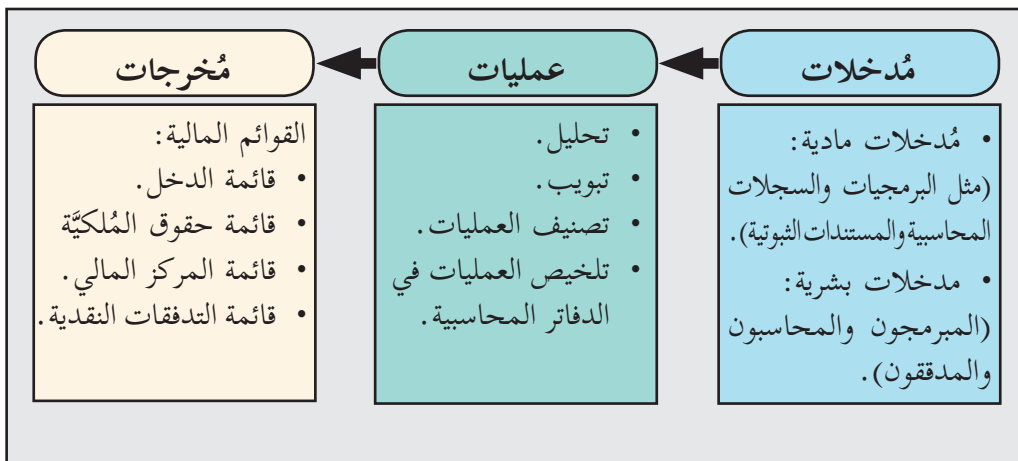 مُدخلات
• مُدخلات مادية:
(مثل البرمجيات والسجلات
المحاسبية والمستندات الثبوتية).
• مدخلات بشرية:
(المبرمجون والمحاسبون
والمدققون).
عمليات
• تحليل.
• تبويب.
• تصنيف العمليات.
• تلخيص العمليات في
الدفاتر المحاسبية.
مُخرجات
القوائم المالية:
• قائمة الدخل.
• قائمة حقوق المُلكيَّة
• قائمة المركز المالي.
• قائمة التدفقات النقدية.